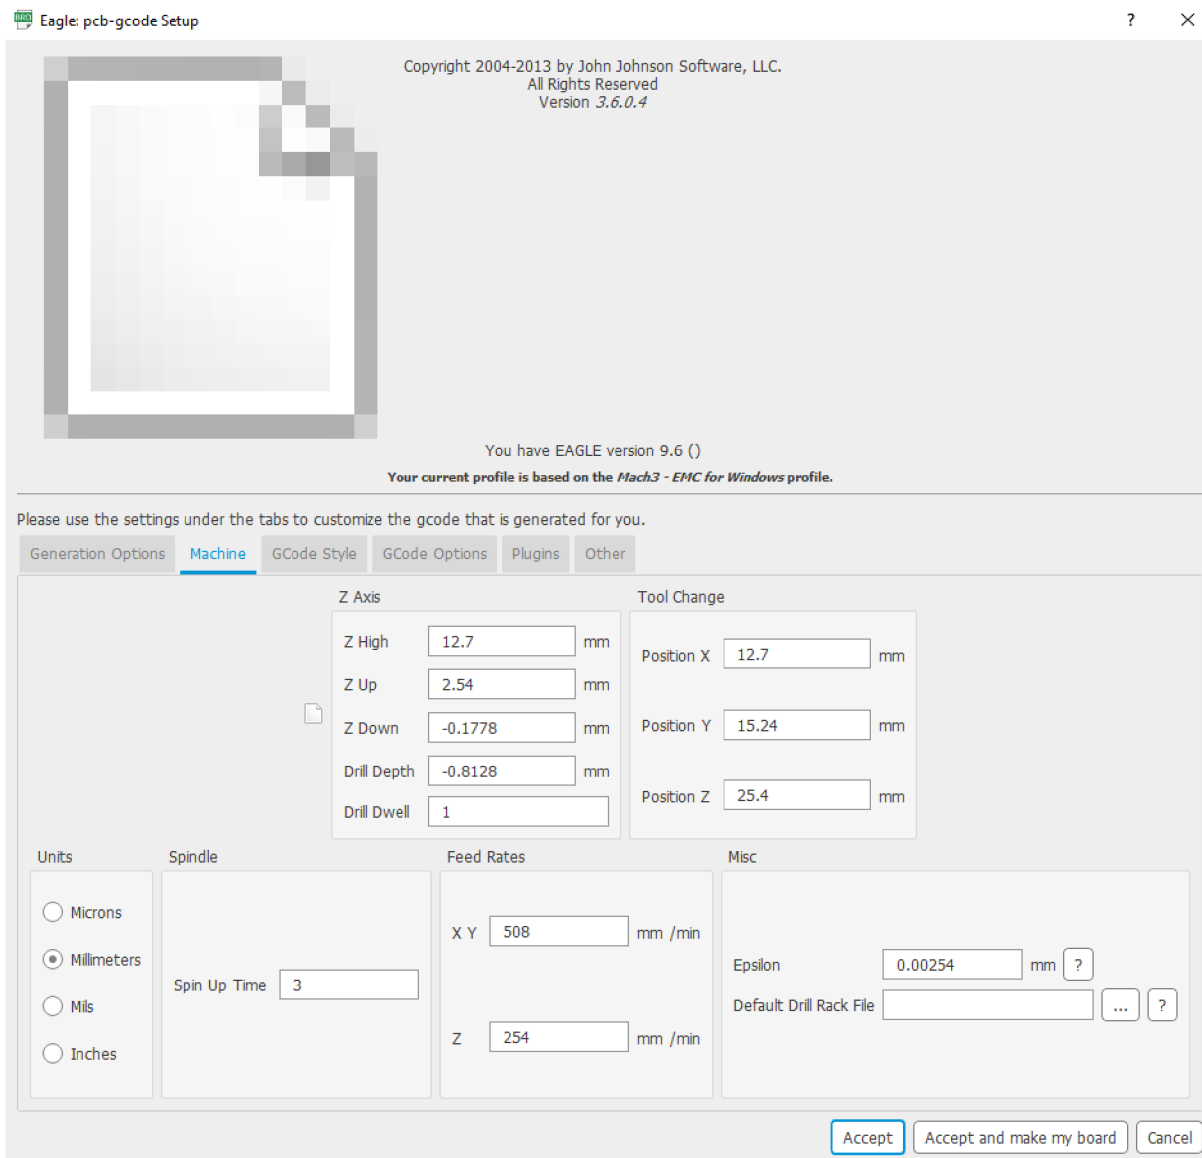 Eagle: pcb-gcode Setup
?
Copyright 2004-2013 by John Johnson Software, LLC.
All Rights Reserved
Version 3.6.0.4
You have EAGLE version 9.6 ()
Your current profile is based on the Mach3 - EMC for Windows profile.
Please use the settings under the tabs to customize the gcode that is generated for you.
Generation Options Machine GCode Style GCode Options Plugins Other
Z Axis
Z High 12.7 mm
Z Up 2.54 mm
Z Down -0.1778 mm
Drill Depth -0.8128 mm
Drill Dwell 1
Tool Change
Position X 12.7 mm
Position Y 15.24 mm
Position Z 25.4 mm
Units
Microns
Millimeters
Mils
Inches
Spindle
Spin Up Time 3
Feed Rates
X Y 508 mm /min
Z 254 mm /min
Misc
Epsilon 0.00254 mm ?
Default Drill Rack File ... ?
Accept Accept and make my board Cancel